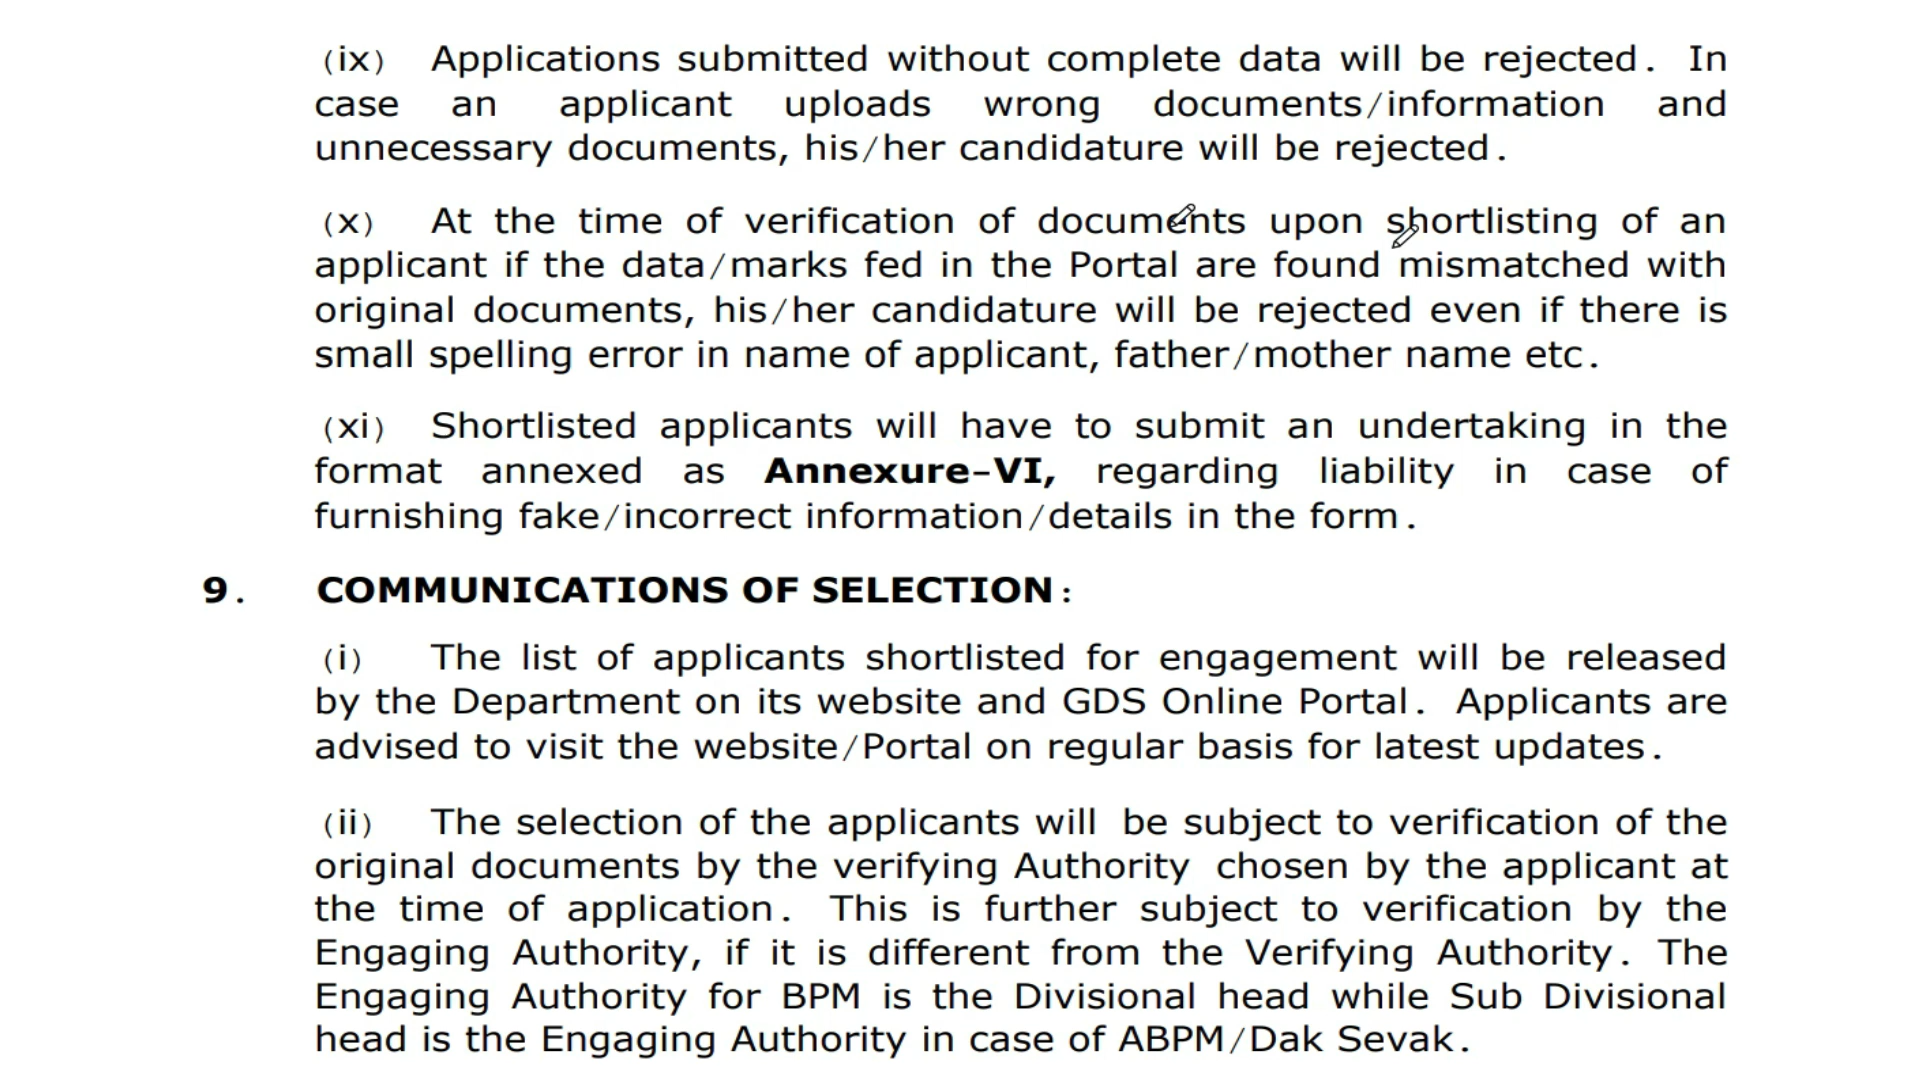 (ix) Applications submitted without complete data will be rejected. In
case an applicant uploads wrong documents/information and
unnecessary documents, his/her candidature will be rejected.
(x) At the time of verification of documents upon shortlisting of an
applicant if the data/marks fed in the Portal are found mismatched with
original documents, his/her candidature will be rejected even if there is
small spelling error in name of applicant, father/mother name etc.
(xi) Shortlisted applicants will have to submit an undertaking in the
format annexed as Annexure-VI, regarding liability in case of
furnishing fake/incorrect information/details in the form.
9. COMMUNICATIONS OF SELECTION:
(i) The list of applicants shortlisted for engagement will be released
by the Department on its website and GDS Online Portal. Applicants are
advised to visit the website/Portal on regular basis for latest updates.
(ii) The selection of the applicants will be subject to verification of the
original documents by the verifying Authority chosen by the applicant at
the time of application. This is further subject to verification by the
Engaging Authority, if it is different from the Verifying Authority. The
Engaging Authority for BPM is the Divisional head while Sub Divisional
head is the Engaging Authority in case of ABPM/Dak Sevak.